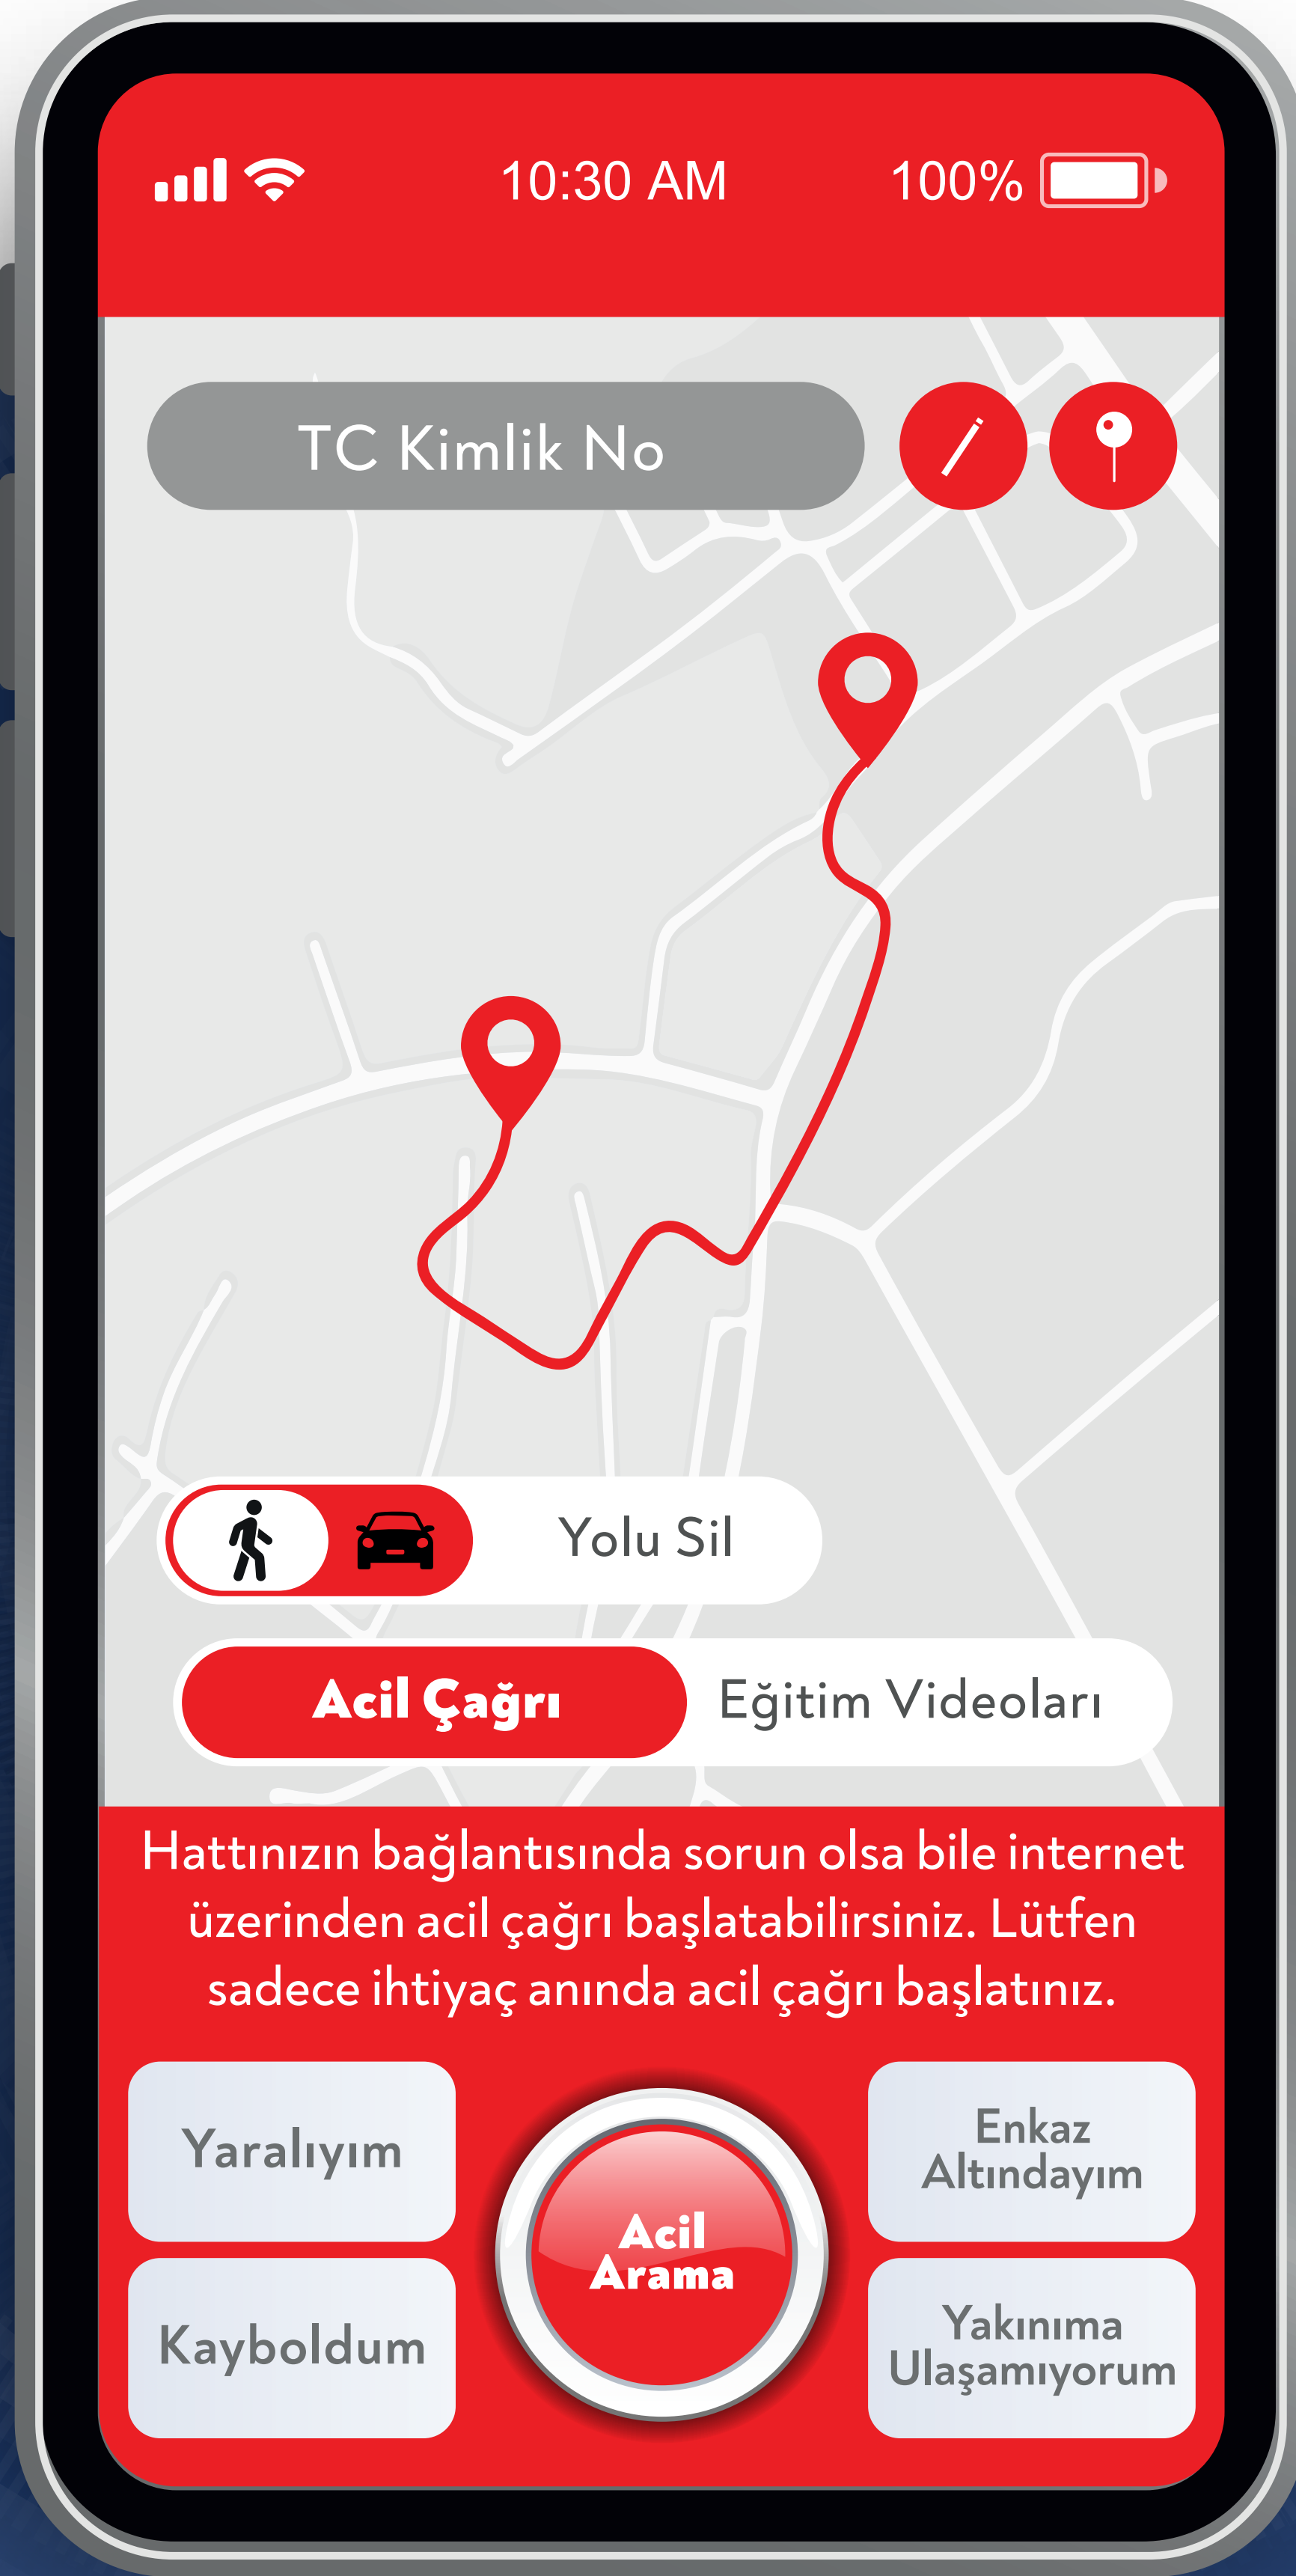 10:30 AM 100%
TC Kimlik No
Yolu Sil
Acil Çağrı Eğitim Videoları
Hattınızın bağlantısında sorun olsa bile internet
üzerinden acil çağrı başlatabilirsiniz. Lütfen
sadece ihtiyaç anında acil çağrı başlatınız.
Yaralıyım
Acil
Arama
Enkaz
Altındayım
Kayboldum
Yakınıma
Ulaşamıyorum